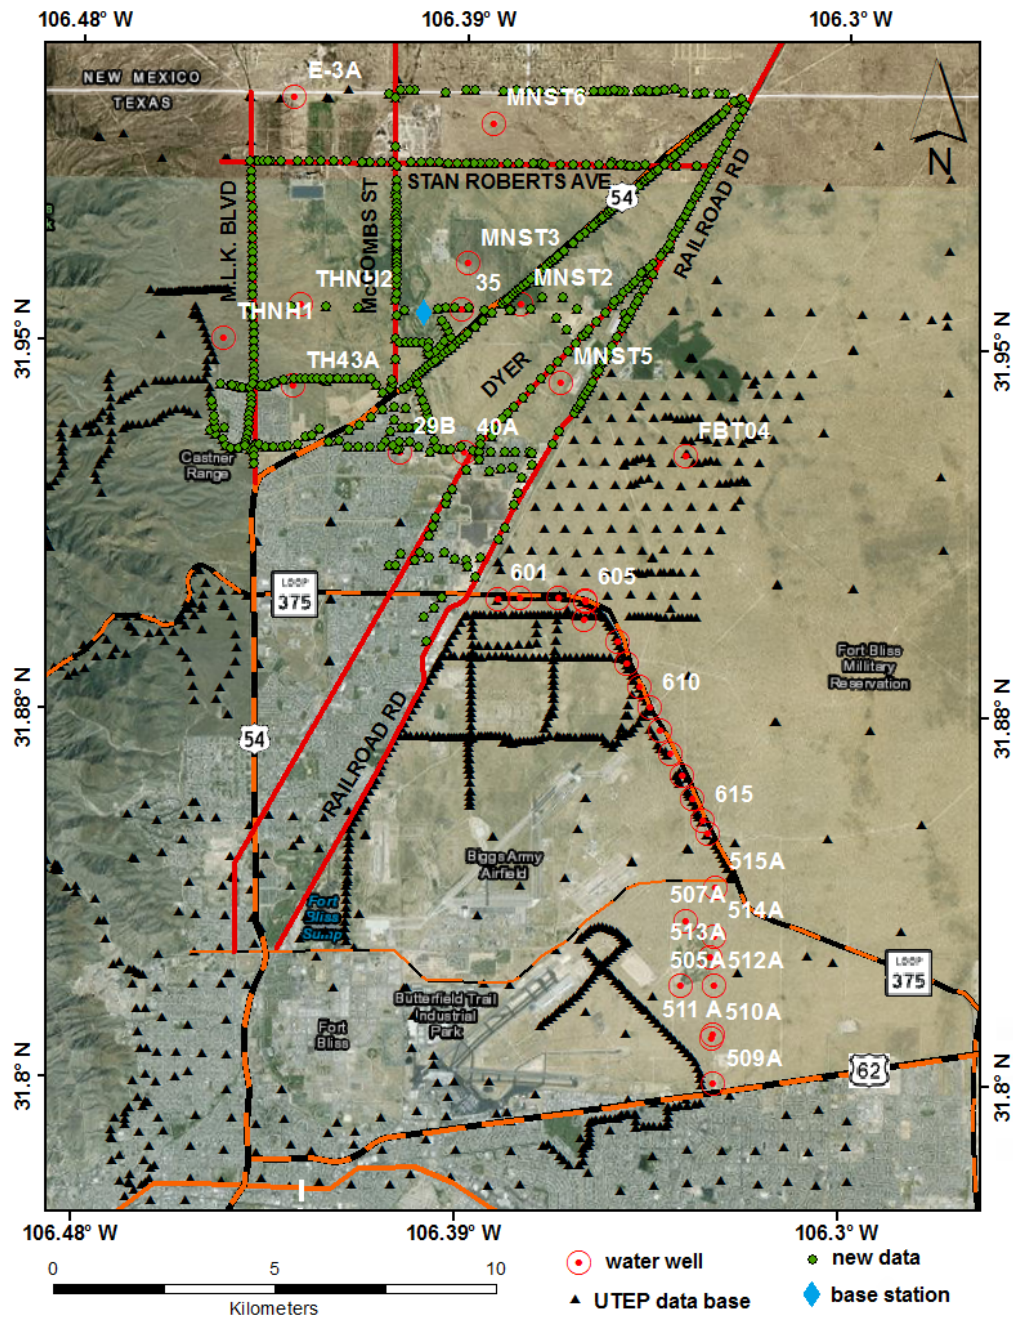 106.48° W
106.39° W
106.3° W
NEW MEXICO
TEXAS
E-3A
MNST6
N
STAN ROBERTS AVE
54
M.L.K. BLVD
McCOMBS ST
RAILROAD RD
MNST3
THNH2
35
MNST2
THNH1
31.95° N
31.95° N
TH43A
DYER
MNST5
29B
40A
FBT04
Castner
Range
601
605
LOOP
375
Fort Bliss
Military
Reservation
610
31.88° N
31.88° N
54
RAILROAD RD
615
Biggs Army
Airfield
515A
507A
514A
Fort
Bliss
Sump
513A
505A
512A
LOOP
375
Butterfield Trail
Industrial
Park
511 A
510A
Fort
Bliss
509A
62
31.8° N
31.8° N
106.48° W
106.39° W
106.3° W
0
5
10
Kilometers
water well
new data
UTEP data base
base station